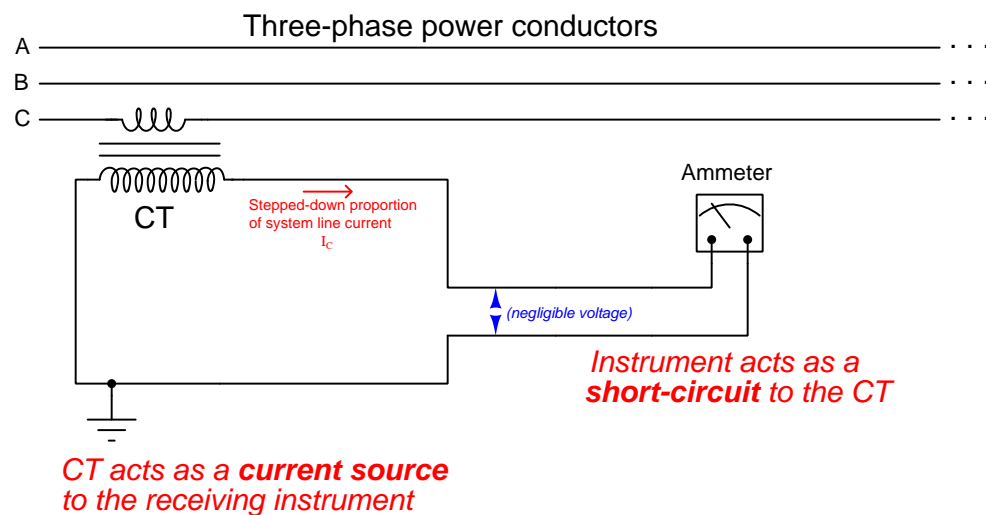 Three-phase power conductors
A
B
C
CT
Stepped-down proportion
of system line current
I_C
Ammeter
(negligible voltage)
Instrument acts as a
short-circuit to the CT
CT acts as a current source
to the receiving instrument